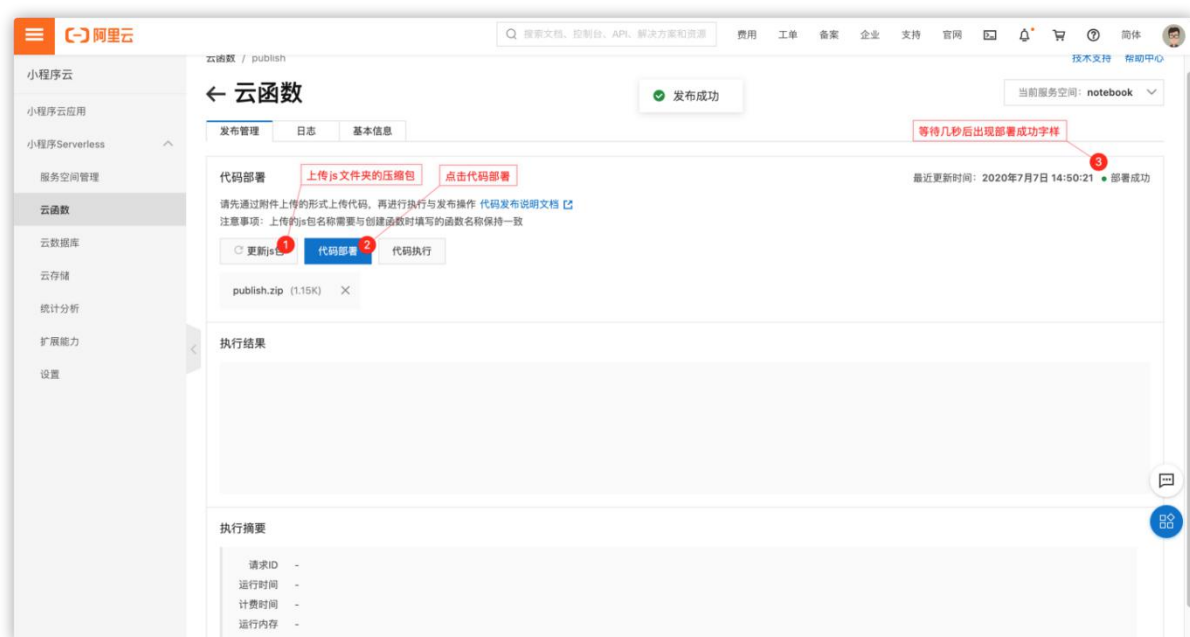 阿里云
搜索文档、控制台、API、解决方案和资源
费用 工单 备案 企业 支持 官网 简体
小程序云
小程序云应用
小程序Serverless
服务空间管理
云函数
云数据库
云存储
统计分析
扩展能力
设置
云函数 / publish
技术支持 帮助中心
云函数
发布成功
当前服务空间: notebook
发布管理 日志 基本信息
等待几秒后出现部署成功字样
3
代码部署
上传js文件夹的压缩包
点击代码部署
最近更新时间: 2020年7月7日 14:50:21 部署成功
请先通过附件上传的形式上传代码，再进行执行与发布操作 代码发布说明文档
注意事项: 上传的js包名称需要与创建函数时填写的函数名称保持一致
更新js包 1 代码部署 2 代码执行
publish.zip (1.15K)
执行结果
执行摘要
请求ID -
运行时间 -
计费时间 -
运行内存 -